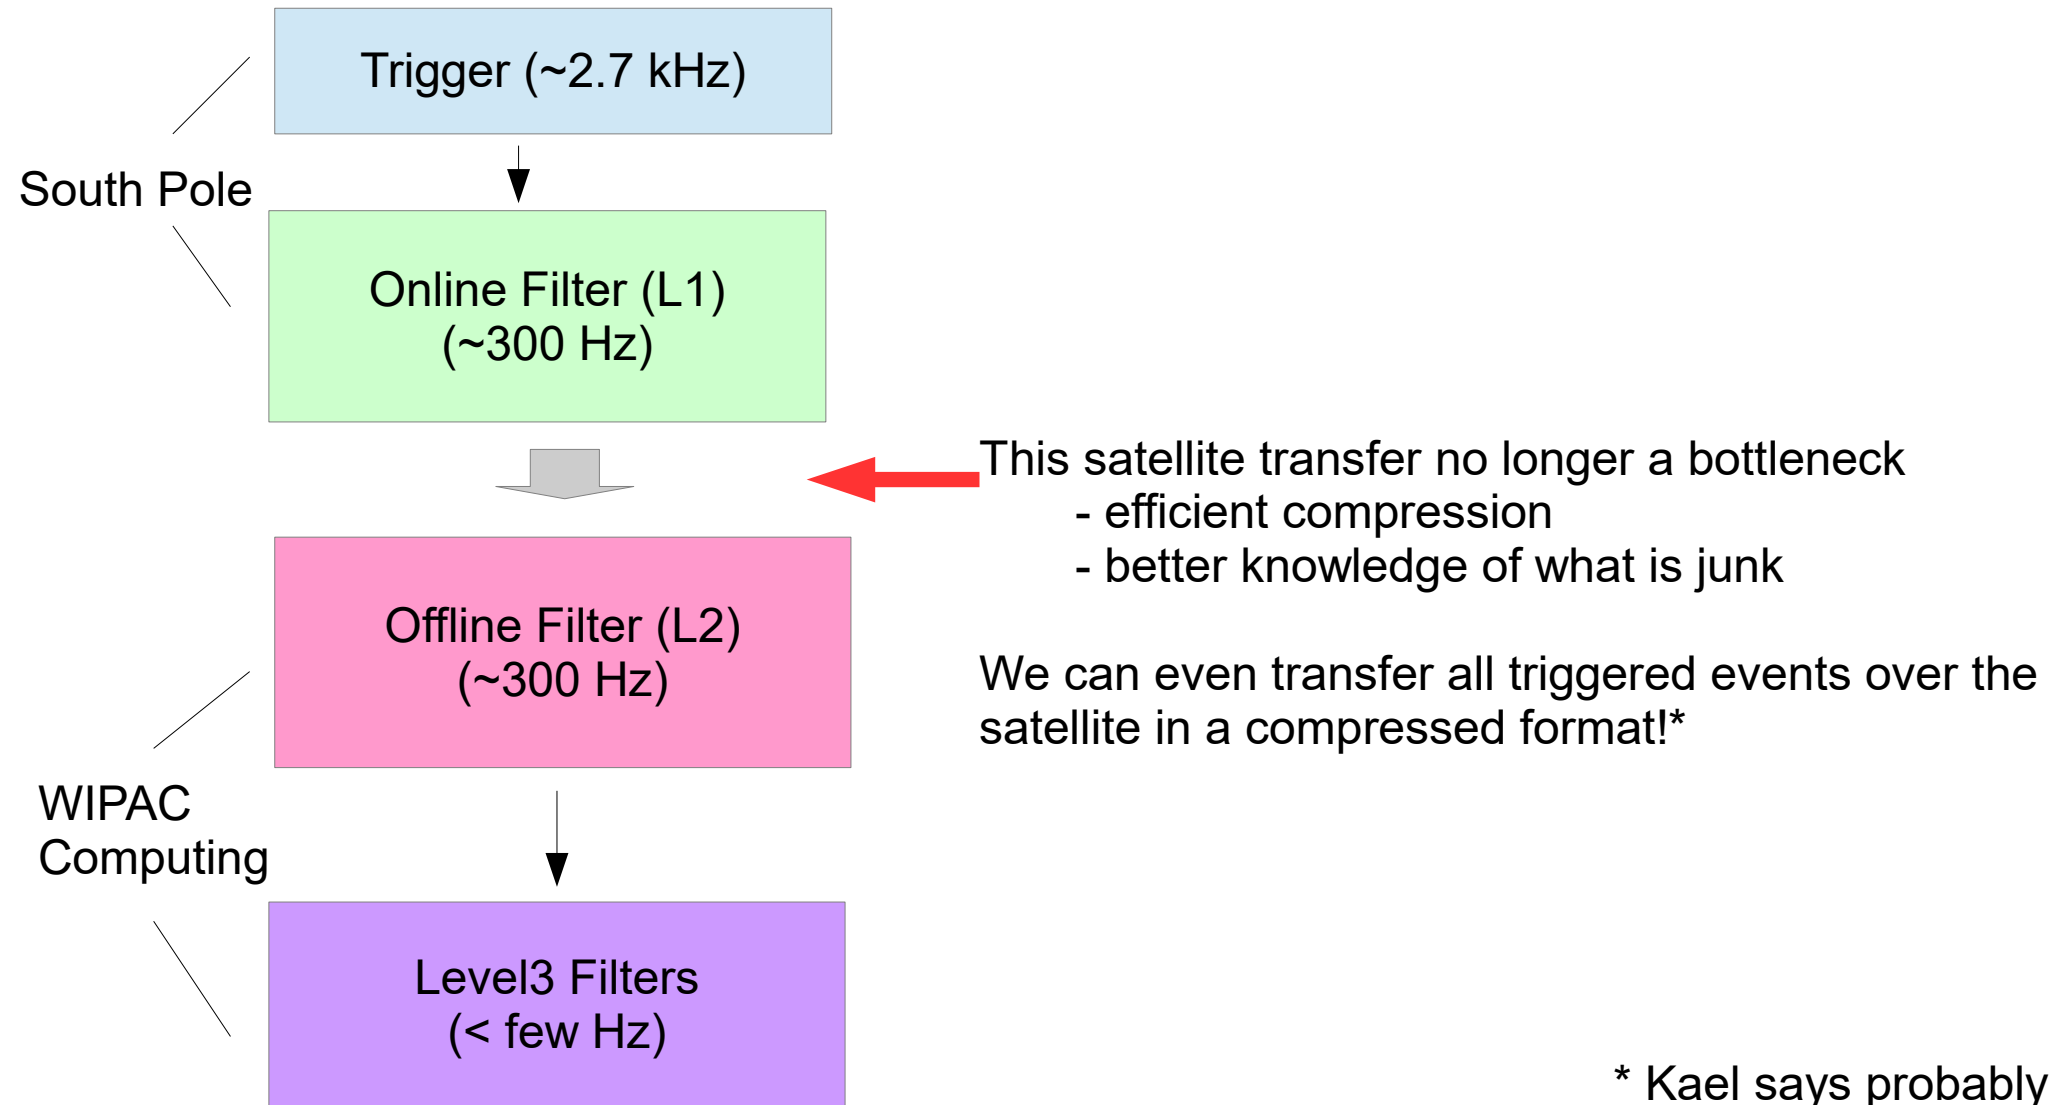 Trigger (~2.7 kHz)
South Pole
Online Filter (L1)
(~300 Hz)
This satellite transfer no longer a bottleneck
- efficient compression
- better knowledge of what is junk
Offline Filter (L2)
(~300 Hz)
We can even transfer all triggered events over the
satellite in a compressed format!*
WIPAC
Computing
Level3 Filters
(< few Hz)
* Kael says probably